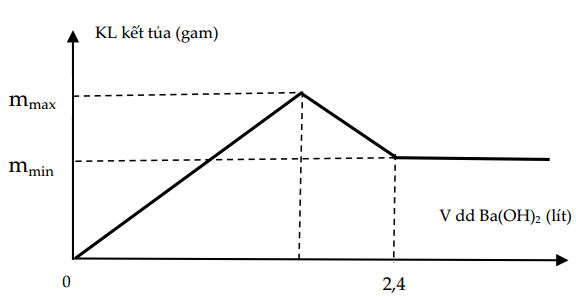 KL kết tủa (gam)
mmax
mmin
V dd Ba(OH)₂ (lít)
0
2,4